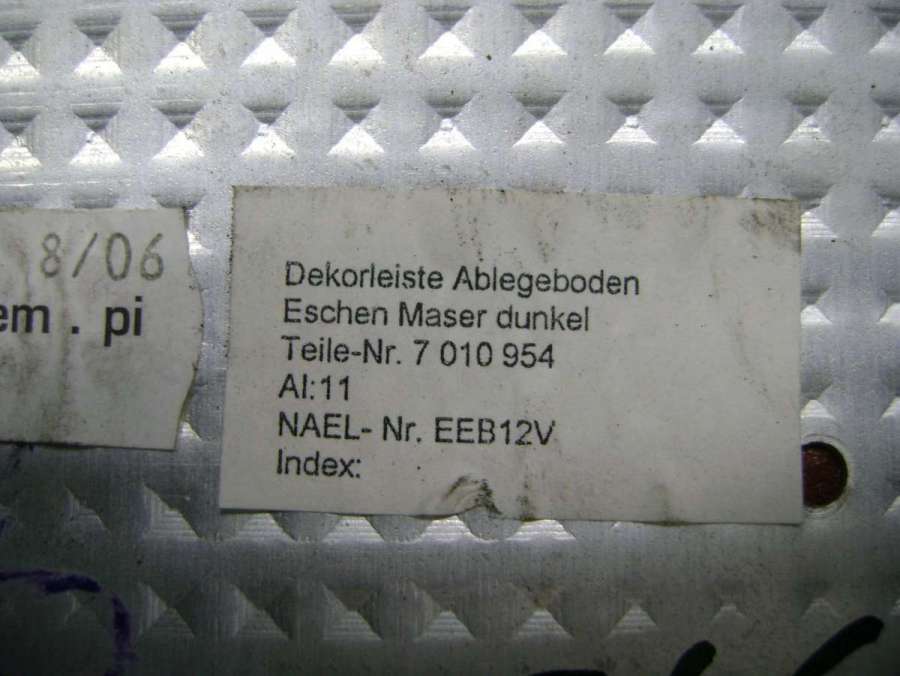 8/06
em . pi
Dekorleiste Ablegeboden
Eschen Maser dunkel
Teile-Nr. 7 010 954
AI:11
NAEL- Nr. EEB12V
Index: